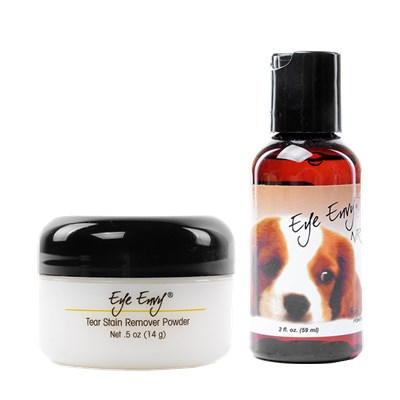 Eye Envy®
Tear Stain Remover Powder
Net .5 oz (14 g)
Eye Envy
2 fl. oz. (59 ml)